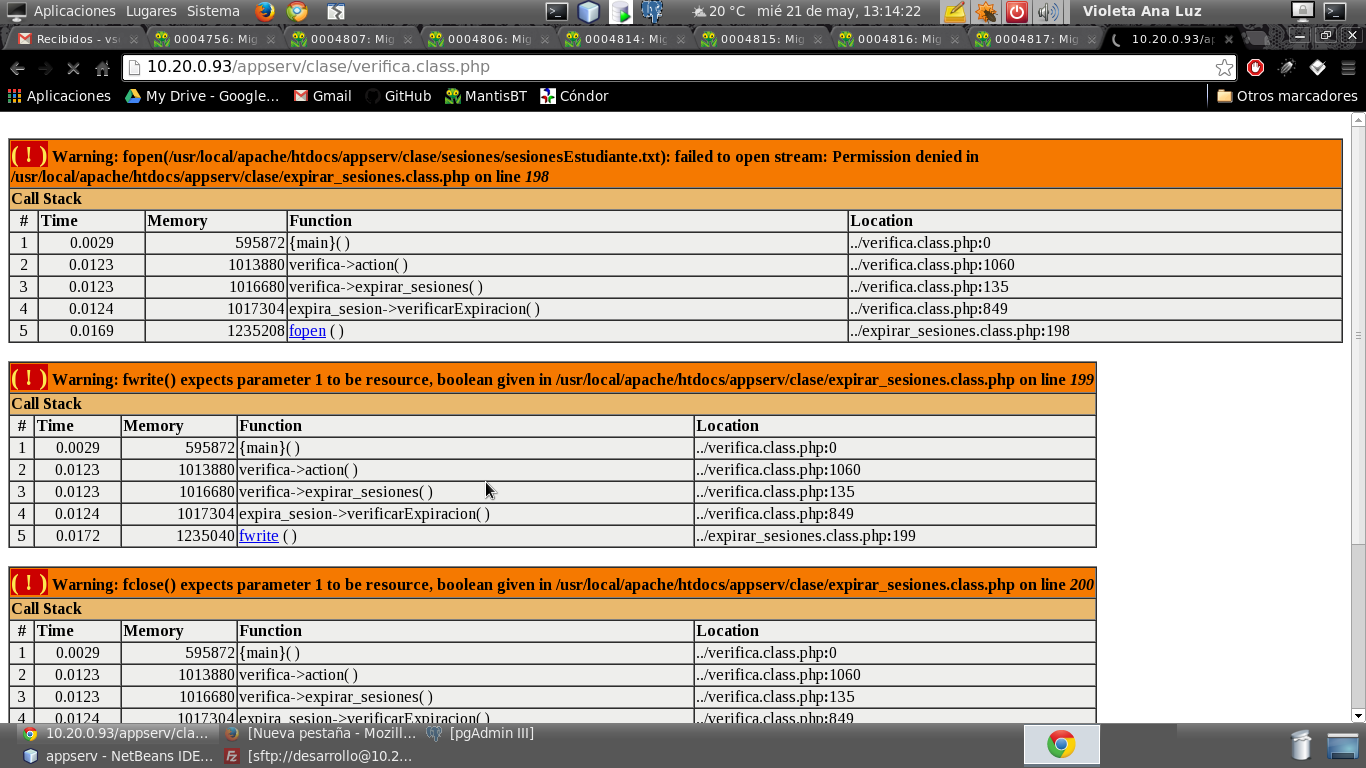 Aplicaciones Lugares Sistema 20 °C mié 21 de may, 13:14:22 Violeta Ana Luz
Recibidos - vs 0004756: Mig 0004807: Mig 0004806: Mig 0004814: Mig 0004815: Mig 0004816: Mig 0004817: Mig 10.20.0.93/ap
10.20.0.93/appserv/clase/verifica.class.php
Aplicaciones My Drive - Google... Gmail GitHub MantisBT Cóndor Otros marcadores
( ! ) Warning: fopen(/usr/local/apache/htdocs/appserv/clase/sesiones/sesionesEstudiante.txt): failed to open stream: Permission denied in
/usr/local/apache/htdocs/appserv/clase/expirar_sesiones.class.php on line 198
Call Stack
# Time Memory Function Location
1 0.0029 595872 {main}( ) ../verifica.class.php:0
2 0.0123 1013880 verifica->action( ) ../verifica.class.php:1060
3 0.0123 1016680 verifica->expirar_sesiones( ) ../verifica.class.php:135
4 0.0124 1017304 expira_sesion->verificarExpiracion( ) ../verifica.class.php:849
5 0.0169 1235208 fopen ( ) ../expirar_sesiones.class.php:198
( ! ) Warning: fwrite() expects parameter 1 to be resource, boolean given in /usr/local/apache/htdocs/appserv/clase/expirar_sesiones.class.php on line 199
Call Stack
# Time Memory Function Location
1 0.0029 595872 {main}( ) ../verifica.class.php:0
2 0.0123 1013880 verifica->action( ) ../verifica.class.php:1060
3 0.0123 1016680 verifica->expirar_sesiones( ) ../verifica.class.php:135
4 0.0124 1017304 expira_sesion->verificarExpiracion( ) ../verifica.class.php:849
5 0.0172 1235040 fwrite ( ) ../expirar_sesiones.class.php:199
( ! ) Warning: fclose() expects parameter 1 to be resource, boolean given in /usr/local/apache/htdocs/appserv/clase/expirar_sesiones.class.php on line 200
Call Stack
# Time Memory Function Location
1 0.0029 595872 {main}( ) ../verifica.class.php:0
2 0.0123 1013880 verifica->action( ) ../verifica.class.php:1060
3 0.0123 1016680 verifica->expirar_sesiones( ) ../verifica.class.php:135
4 0.0124 1017304 expira_sesion->verificarExpiracion( ) ../verifica.class.php:849
10.20.0.93/appserv/cla... [Nueva pestaña - Mozill... [pgAdmin III]
appserv - NetBeans IDE... [sftp://desarrollo@10.2...